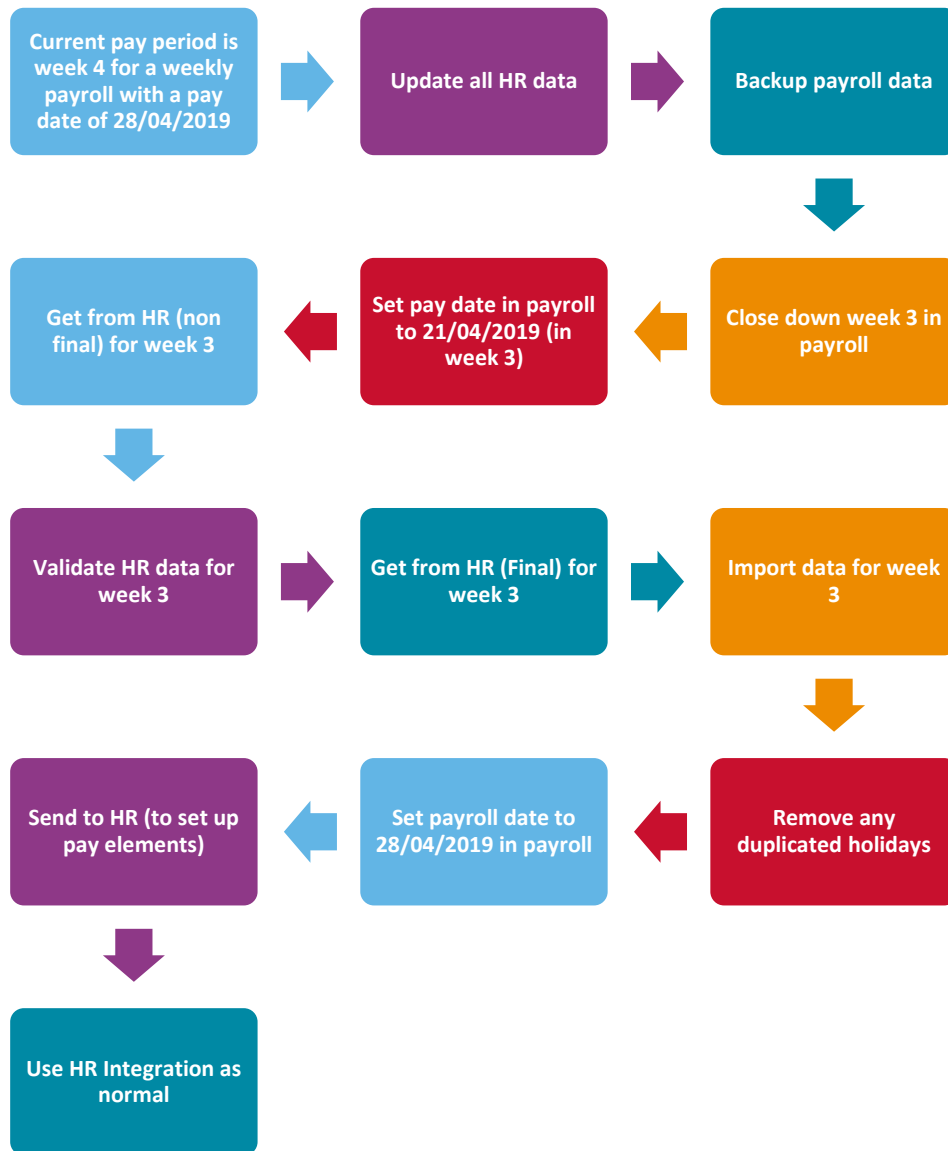 Current pay period is
week 4 for a weekly
payroll with a pay
date of 28/04/2019
Update all HR data
Backup payroll data
Close down week 3 in
payroll
Set pay date in payroll
to 21/04/2019 (in
week 3)
Get from HR (non
final) for week 3
Validate HR data for
week 3
Get from HR (Final) for
week 3
Import data for week
3
Remove any
duplicated holidays
Set payroll date to
28/04/2019 in payroll
Send to HR (to set up
pay elements)
Use HR Integration as
normal